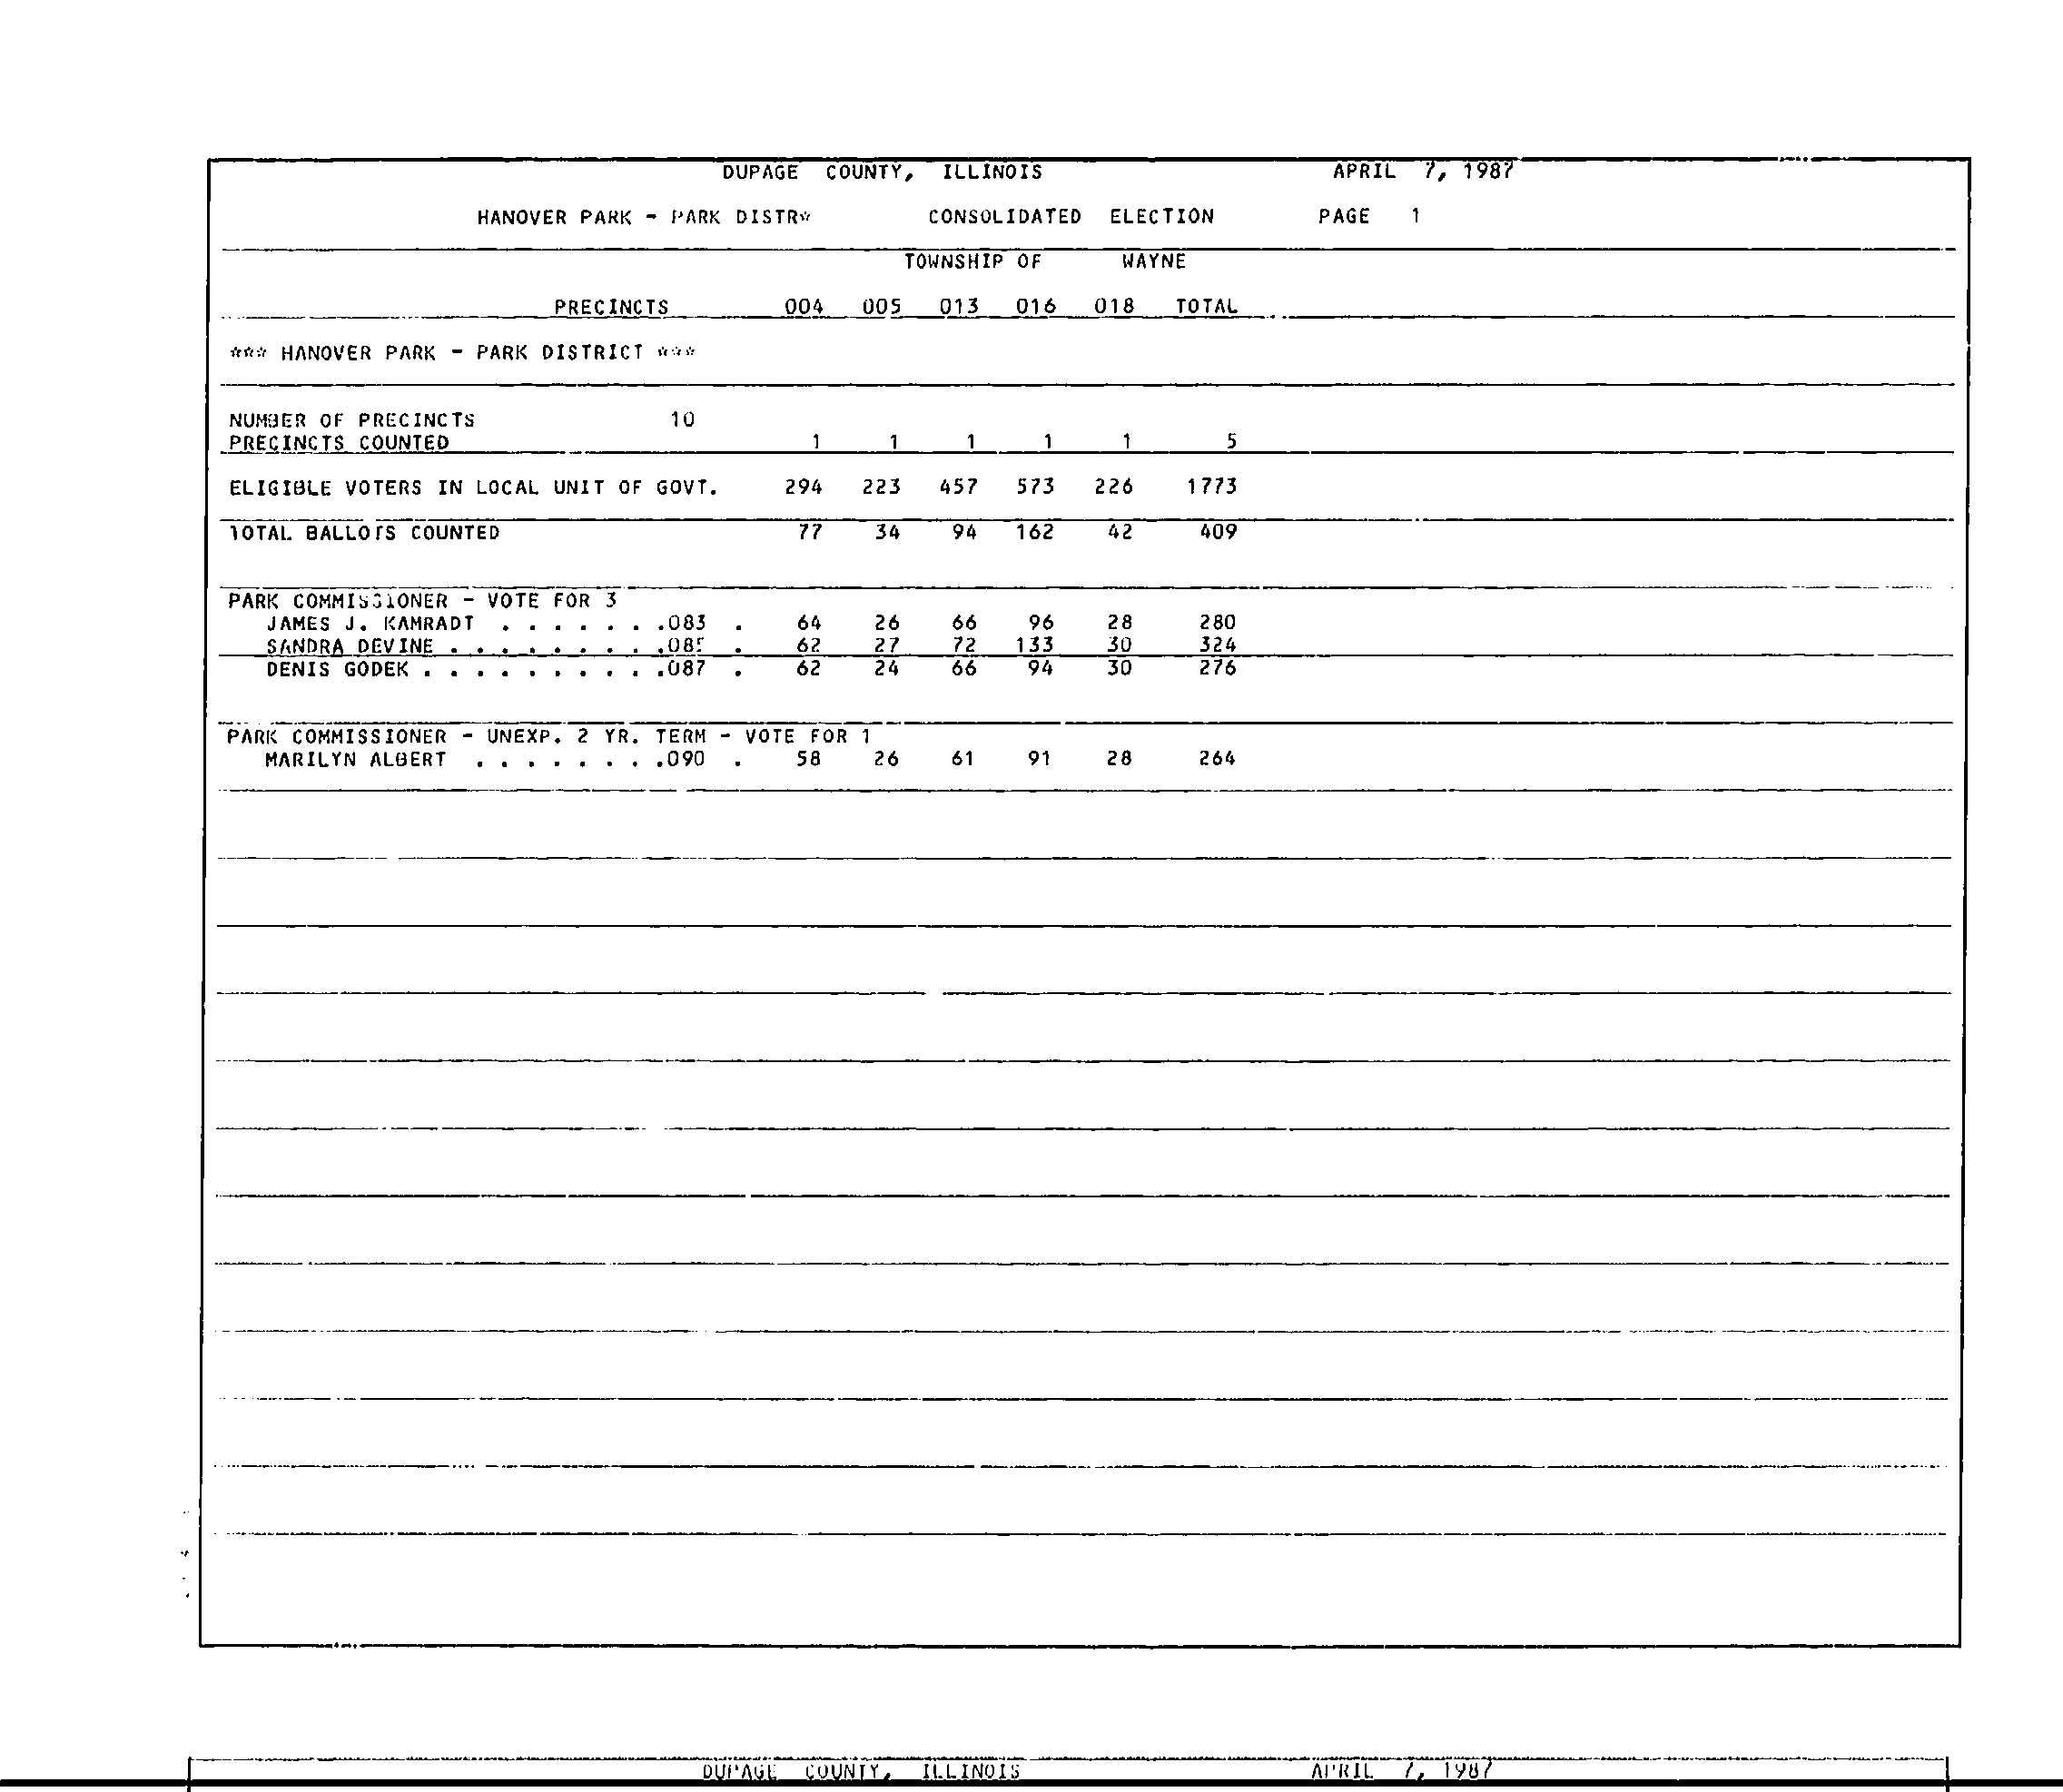 DUPAGE COUNTY, ILLINOIS APRIL 7, 1987
HANOVER PARK - PARK DISTR* CONSOLIDATED ELECTION PAGE 1
TOWNSHIP OF WAYNE
PRECINCTS 004 005 013 016 018 TOTAL
*** HANOVER PARK - PARK DISTRICT ***
NUMBER OF PRECINCTS 10
PRECINCTS COUNTED 1 1 1 1 1 5
ELIGIBLE VOTERS IN LOCAL UNIT OF GOVT. 294 223 457 573 226 1773
TOTAL BALLOTS COUNTED 77 34 94 162 42 409
PARK COMMISSIONER - VOTE FOR 3
JAMES J. KAMRADT . . . . . . .083 . 64 26 66 96 28 280
SANDRA DEVINE . . . . . . . . .085 . 62 27 72 133 30 324
DENIS GODEK . . . . . . . . . .087 . 62 24 66 94 30 276
PARK COMMISSIONER - UNEXP. 2 YR. TERM - VOTE FOR 1
MARILYN ALBERT . . . . . . . .090 . 58 26 61 91 28 264
DUPAGE COUNTY, ILLINOIS APRIL 7, 1987